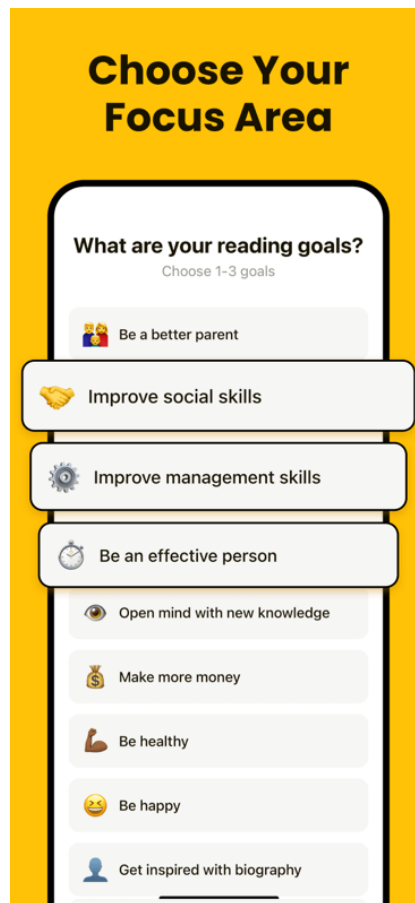 Choose Your
Focus Area
What are your reading goals?
Choose 1-3 goals
Be a better parent
Improve social skills
Improve management skills
Be an effective person
Open mind with new knowledge
Make more money
Be healthy
Be happy
Get inspired with biography